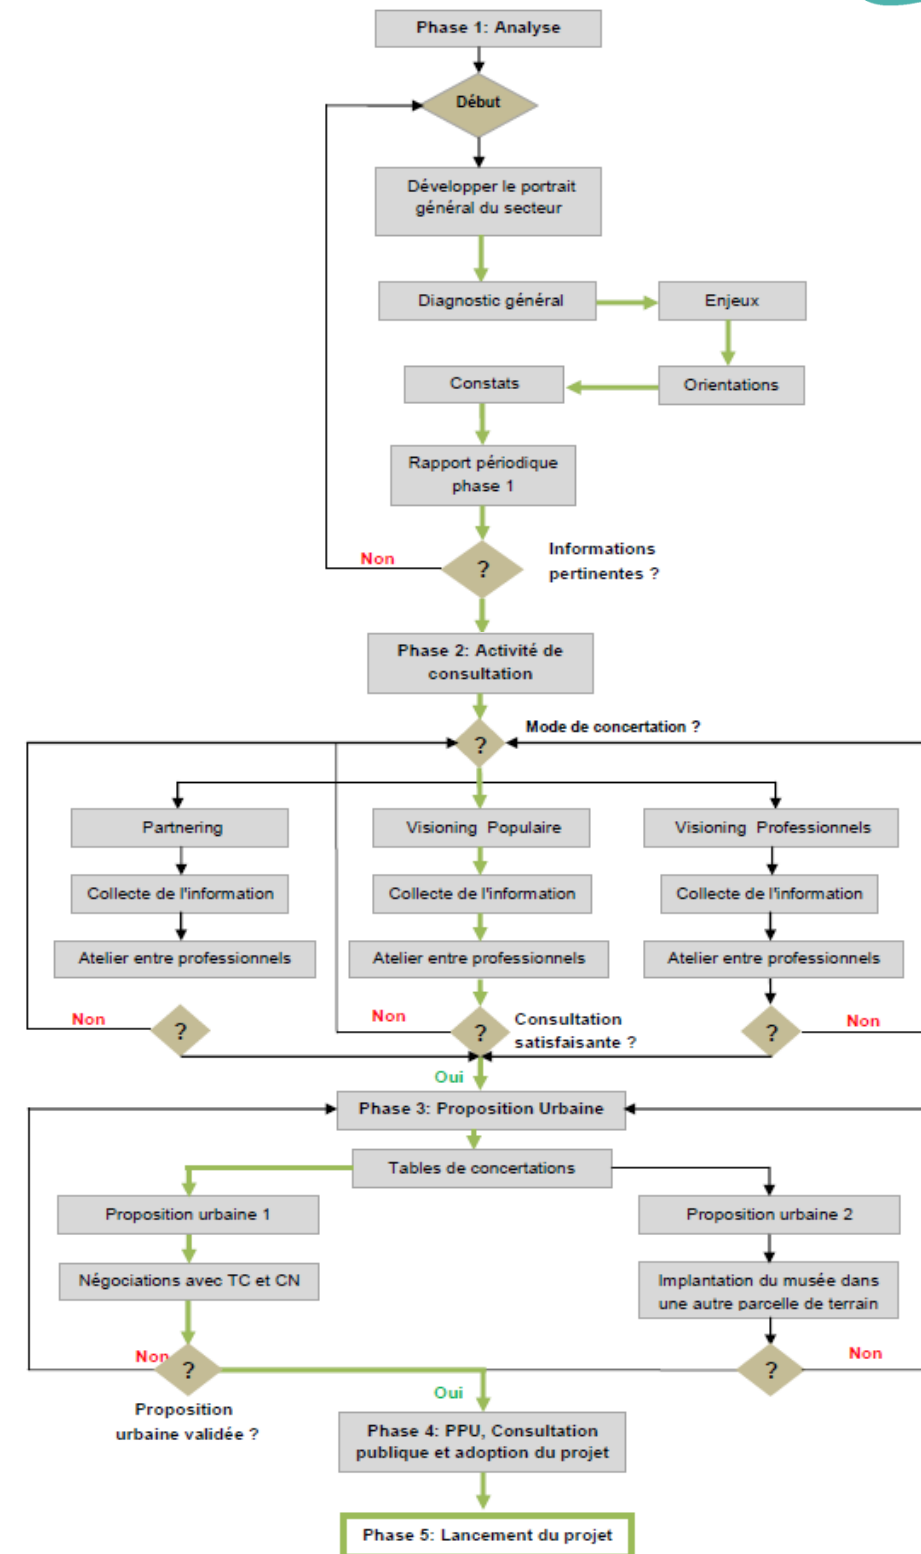 Phase 1: Analyse
Début
Développer le portrait
général du secteur
Diagnostic général
Enjeux
Constats
Orientations
Rapport périodique
phase 1
Non
?
Informations
pertinentes ?
Phase 2: Activité de
consultation
Mode de concertation ?
?
Partnering
Visioning Populaire
Visioning Professionnels
Collecte de l'information
Collecte de l'information
Collecte de l'information
Atelier entre professionnels
Atelier entre professionnels
Atelier entre professionnels
Non
?
Non
?
Consultation
satisfaisante ?
?
Non
Oui
Phase 3: Proposition Urbaine
Tables de concertations
Proposition urbaine 1
Proposition urbaine 2
Négociations avec TC et CN
Implantation du musée dans
une autre parcelle de terrain
Non
?
?
Non
Oui
Proposition
urbaine validée ?
Phase 4: PPU, Consultation
publique et adoption du projet
Phase 5: Lancement du projet